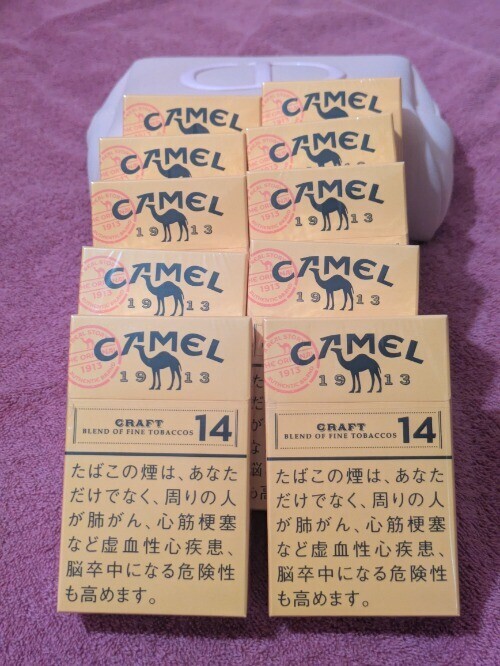 CAMEL
CAMEL
CAMEL
CAMEL
CAMEL
1913
CAMEL
1913
CAMEL
1913
CAMEL
1913
CAMEL
1913
1913
CRAFT
BLEND OF FINE TOBACCOS 14
たばこの煙は、あなた
だけでなく、周りの人
が肺がん、心筋梗塞
など虚血性心疾患、
脳卒中になる危険性
も高めます。
CAMEL
1913
1913
CRAFT
BLEND OF FINE TOBACCOS 14
たばこの煙は、あなた
だけでなく、周りの人
が肺がん、心筋梗塞
など虚血性心疾患、
脳卒中になる危険性
も高めます。